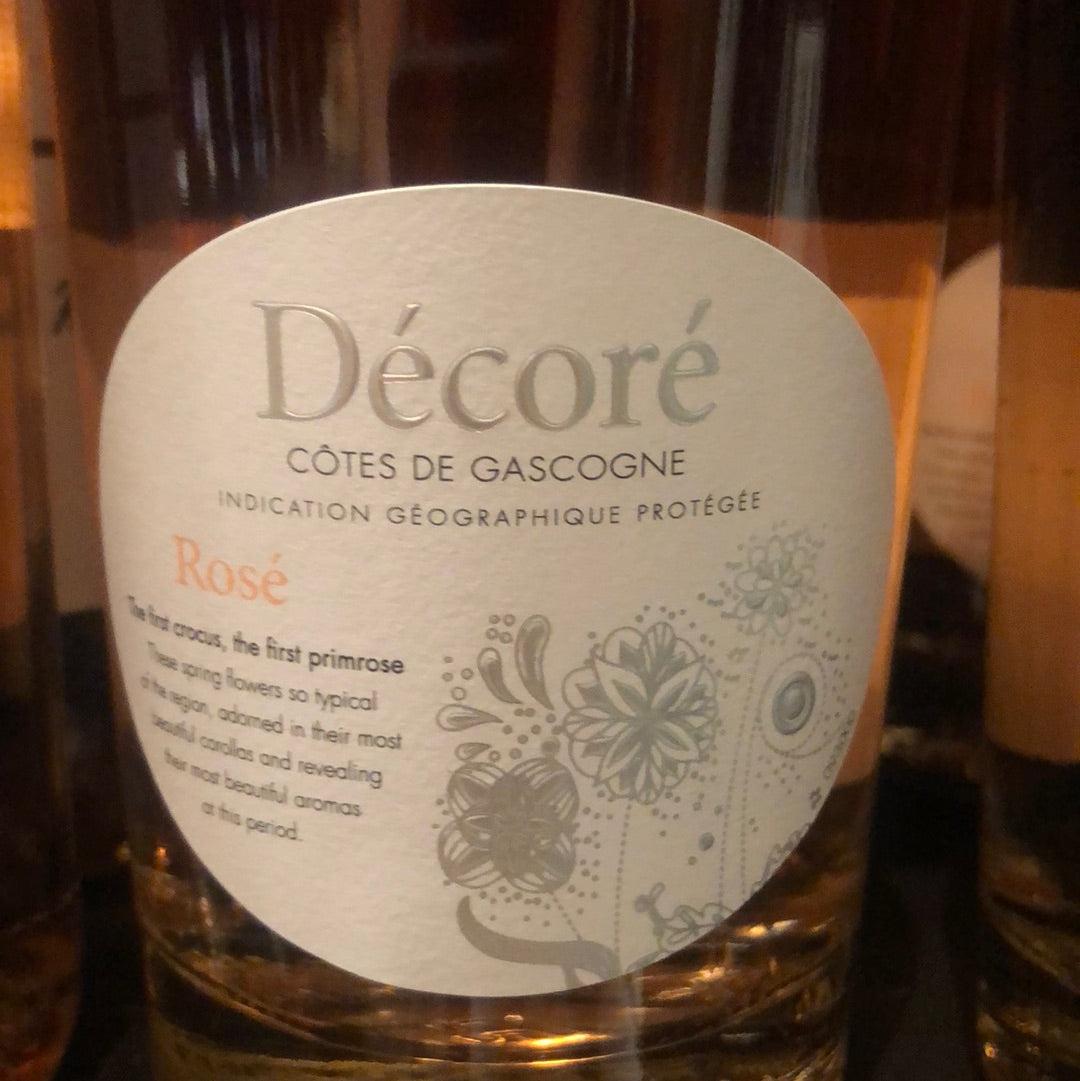 Décoré
CÔTES DE GASCOGNE
INDICATION GÉOGRAPHIQUE PROTÉGÉE
Rosé
The first crocus, the first primrose
These spring flowers so typical
of the region, adorned in their most
beautiful carollas and revealing
their most beautiful aromas
at this period.